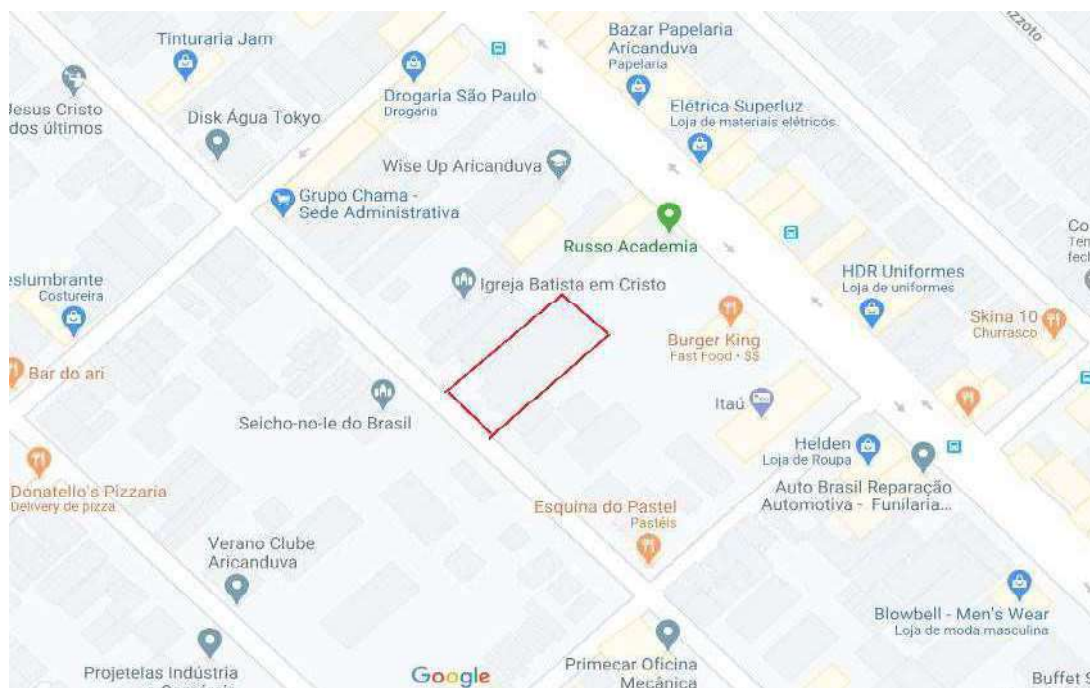 Tinturaria Jam
Jesus Cristo
dos últimos
Disk Água Tokyo
Drogaria São Paulo
Drogaria
Bazar Papelaria
Aricanduva
Papelaria
Elétrica Superluz
Loja de materiais elétricos
Wise Up Aricanduva
Grupo Chama -
Sede Administrativa
Russo Academia
eslumbrante
Costureira
Igreja Batista em Cristo
HDR Uniformes
Loja de uniformes
Skina 10
Churrasco
Burger King
Fast Food • $$
Bar do ari
Itaú
Seicho-no-Ie do Brasil
Helden
Loja de Roupa
Donatello's Pizzaria
Delivery de pizza
Auto Brasil Reparação
Automotiva - Funilaria...
Esquina do Pastel
Pastéis
Verano Clube
Aricanduva
Blowbell - Men's Wear
Loja de moda masculina
Projetelas Indústria
Google
Primecar Oficina
Mecânica
Buffet